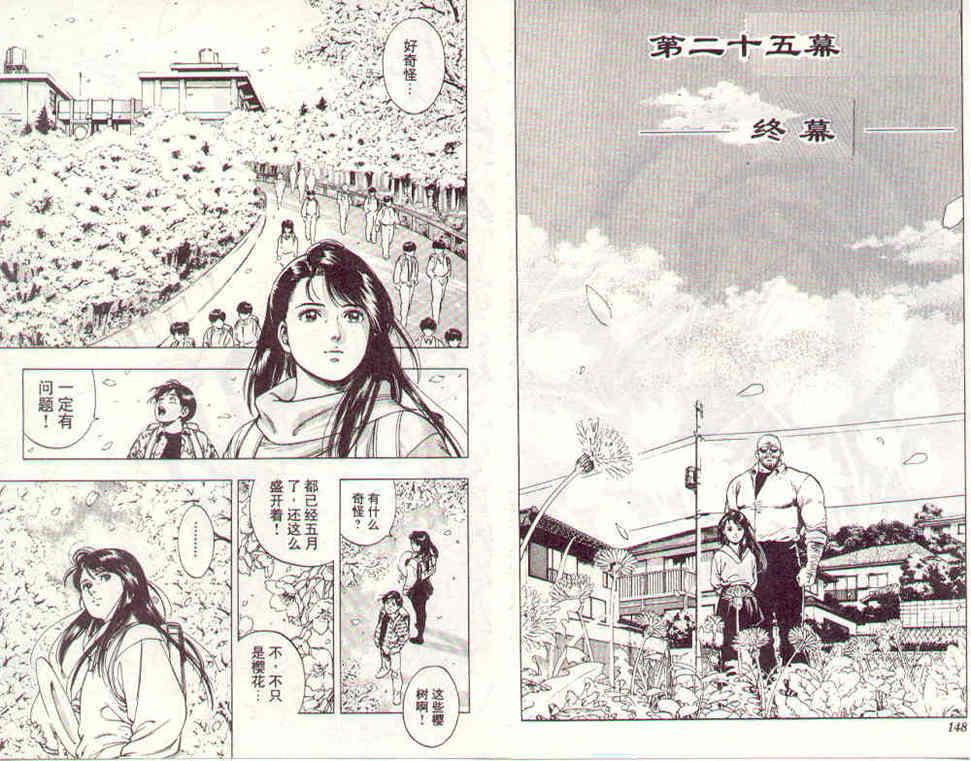 第二十五幕
终幕
148
好奇怪…
一定有
问题！
有什么
奇怪？
这些樱
树啊！
都已经五月
了．还这么
盛开着！
不．不只
是樱花…
………